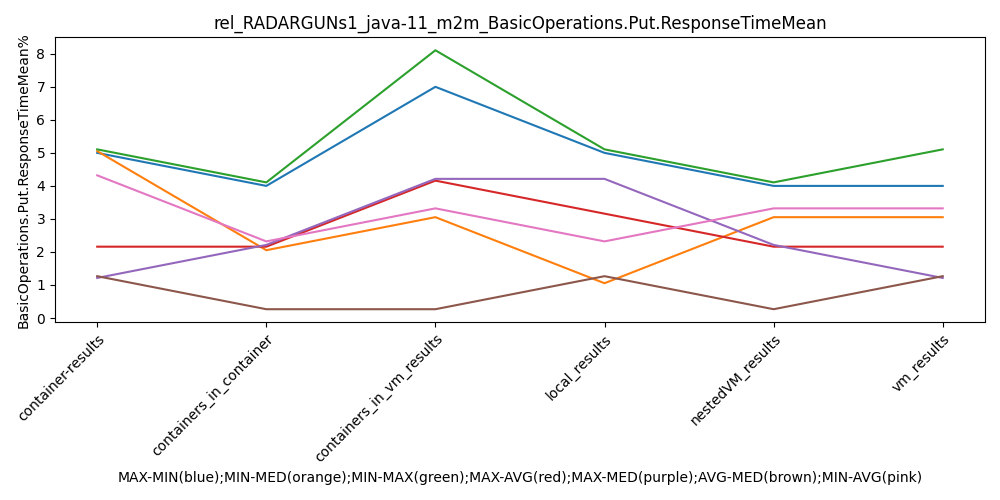 rel_RADARGUNs1_java-11_m2m_BasicOperations.Put.ResponseTimeMean
BasicOperations.Put.ResponseTimeMean%
8
7
6
5
4
3
2
1
0
container-results
containers_in_container
containers_in_vm_results
local_results
nestedVM_results
vm_results
MAX-MIN(blue);MIN-MED(orange);MIN-MAX(green);MAX-AVG(red);MAX-MED(purple);AVG-MED(brown);MIN-AVG(pink)